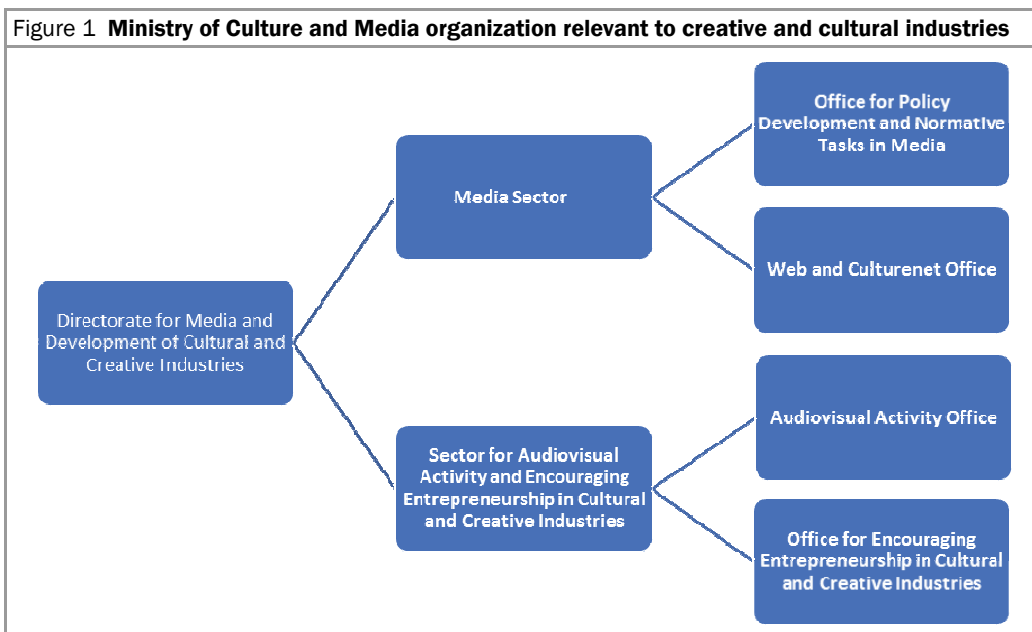 Figure 1 Ministry of Culture and Media organization relevant to creative and cultural industries
Office for Policy
Development and Normative
Tasks in Media
Media Sector
Web and Culturenet Office
Directorate for Media and
Development of Cultural and
Creative Industries
Audiovisual Activity Office
Sector for Audiovisual
Activity and Encouraging
Entrepreneurship in Cultural
and Creative Industries
Office for Encouraging
Entrepreneurship in Cultural
and Creative Industries